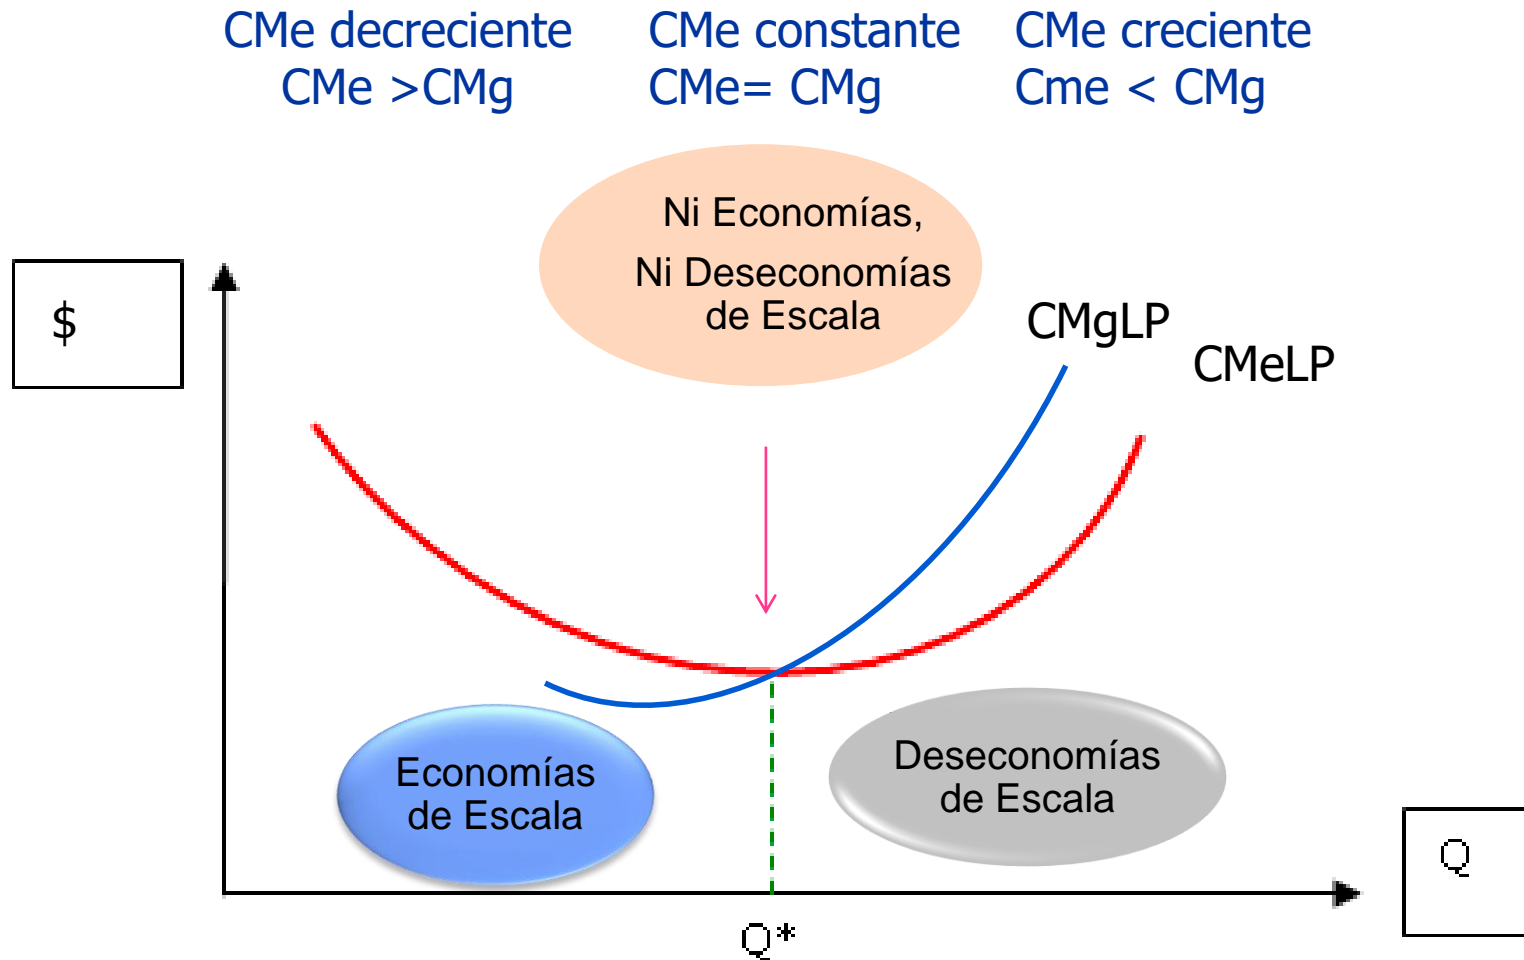 CMe decreciente
CMe >CMg
CMe constante
CMe= CMg
CMe creciente
Cme < CMg
Ni Economías,
Ni Deseconomías
de Escala
$
CMgLP
CMeLP
Economías
de Escala
Deseconomías
de Escala
Q
Q*